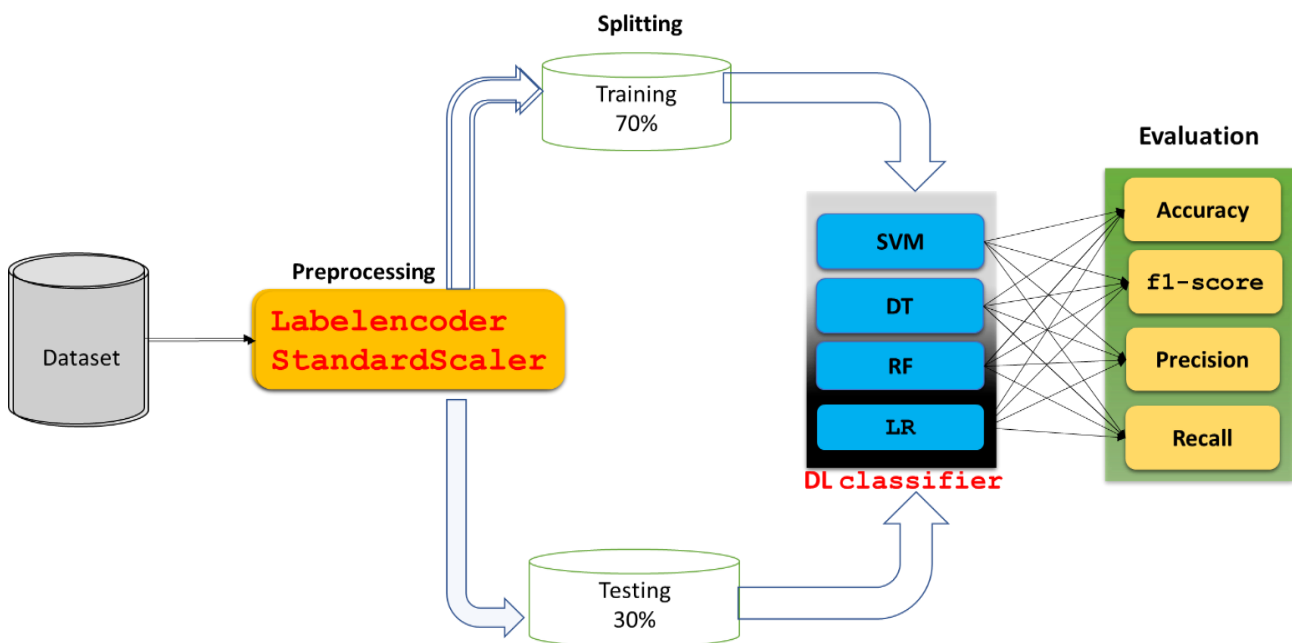 Splitting
Training
70%
Evaluation
Accuracy
SVM
Preprocessing
f1-score
Labelencoder
DT
StandardScaler
Dataset
Precision
RF
LR
Recall
DL classifier
Testing
30%